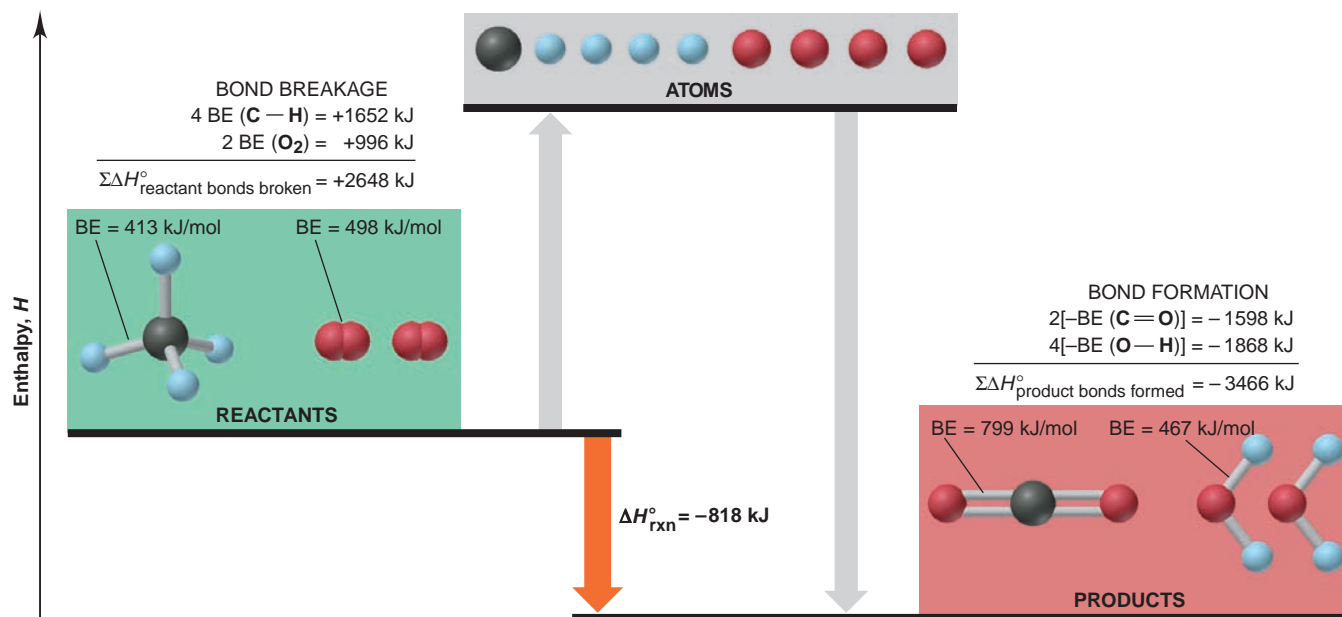 Enthalpy, H
ATOMS
BOND BREAKAGE
4 BE (C — H) = +1652 kJ
2 BE (O₂) = +996 kJ
ΣΔH°reactant bonds broken = +2648 kJ
BE = 413 kJ/mol
BE = 498 kJ/mol
REACTANTS
ΔH°rxn = −818 kJ
BOND FORMATION
2[–BE (C═O)] = – 1598 kJ
4[–BE (O — H)] = – 1868 kJ
ΣΔH°product bonds formed = – 3466 kJ
BE = 799 kJ/mol
BE = 467 kJ/mol
PRODUCTS